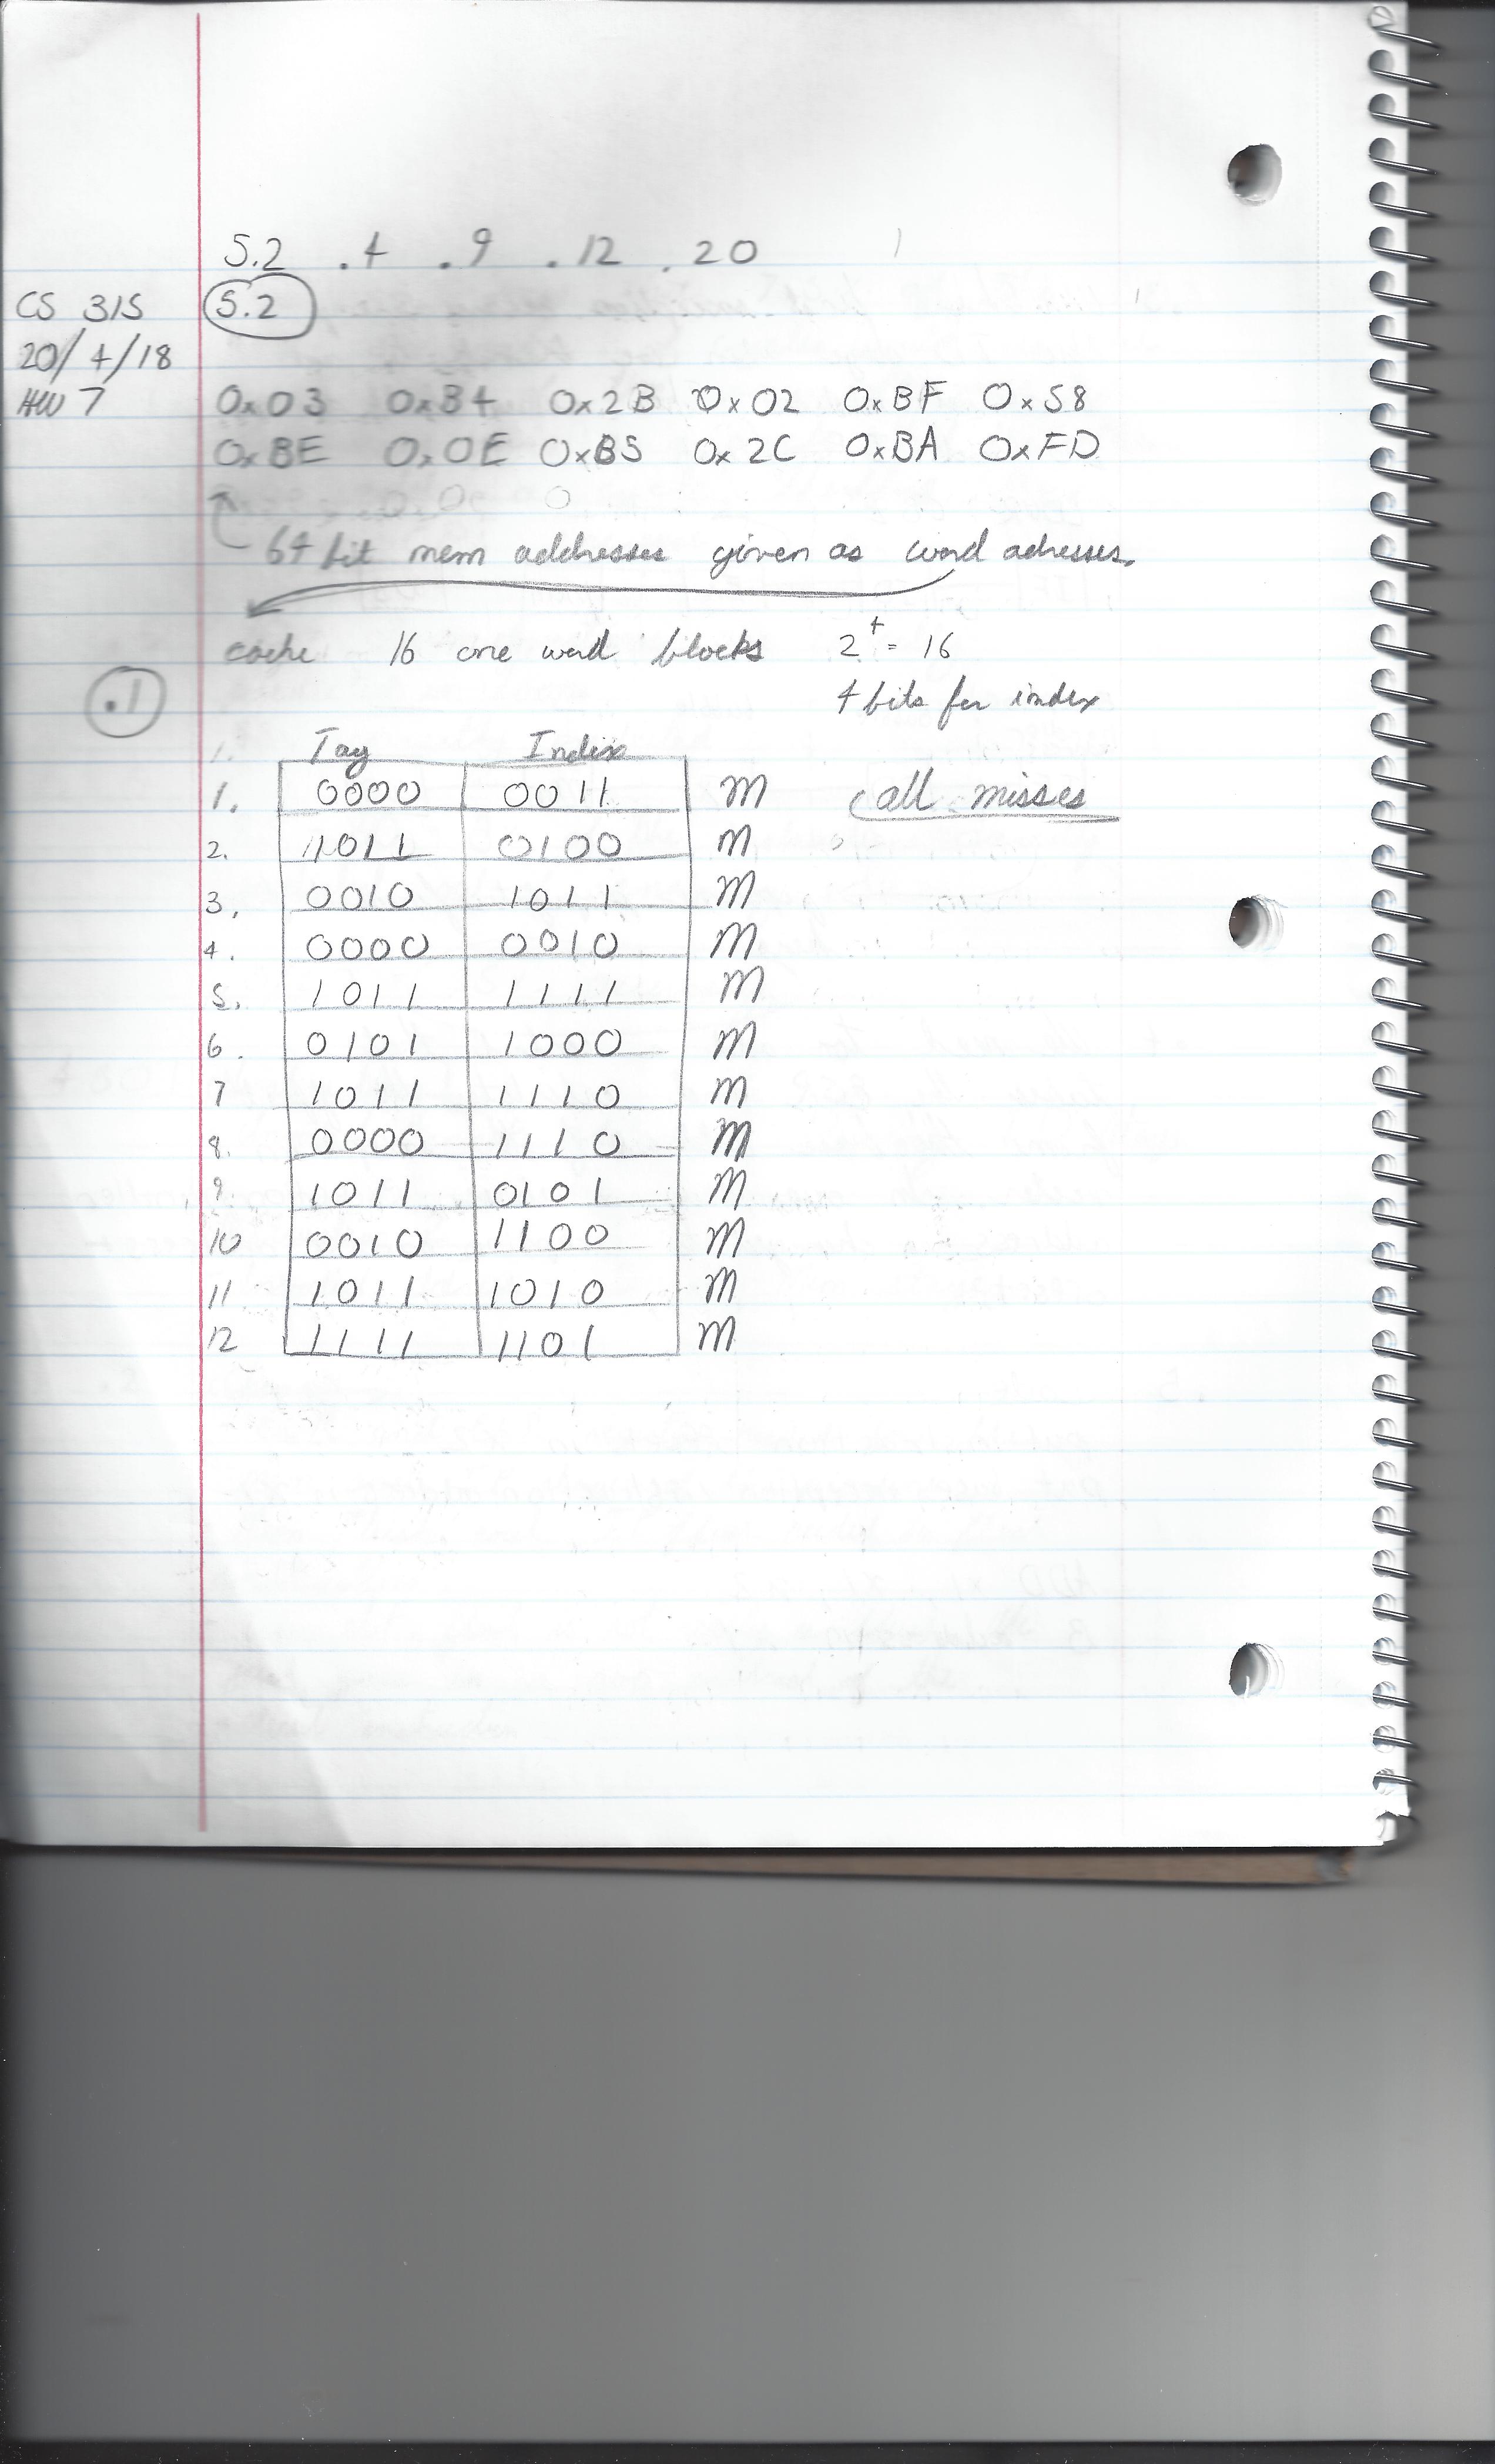 5.2 .4 .9 .12 .20
CS 315
20/4/18
HW 7
5.2
0x03 0xB4 0x2B 0x02 0xBF 0x58
0xBE 0x0E 0xB5 0x2C 0xBA 0xFD
64 bit mem addresses given as word adresses.
cache 16 one word blocks 2^4 = 16
4 bits for index
.1
Tag Index
1. 0000 0011 M all misses
2. 1011 0100 M
3. 0010 1011 M
4. 0000 0010 M
5. 1011 1111 M
6. 0101 1000 M
7 1011 1110 M
8. 0000 1110 M
9 1011 0101 M
10 0010 1100 M
11 1011 1010 M
12 1111 1101 M